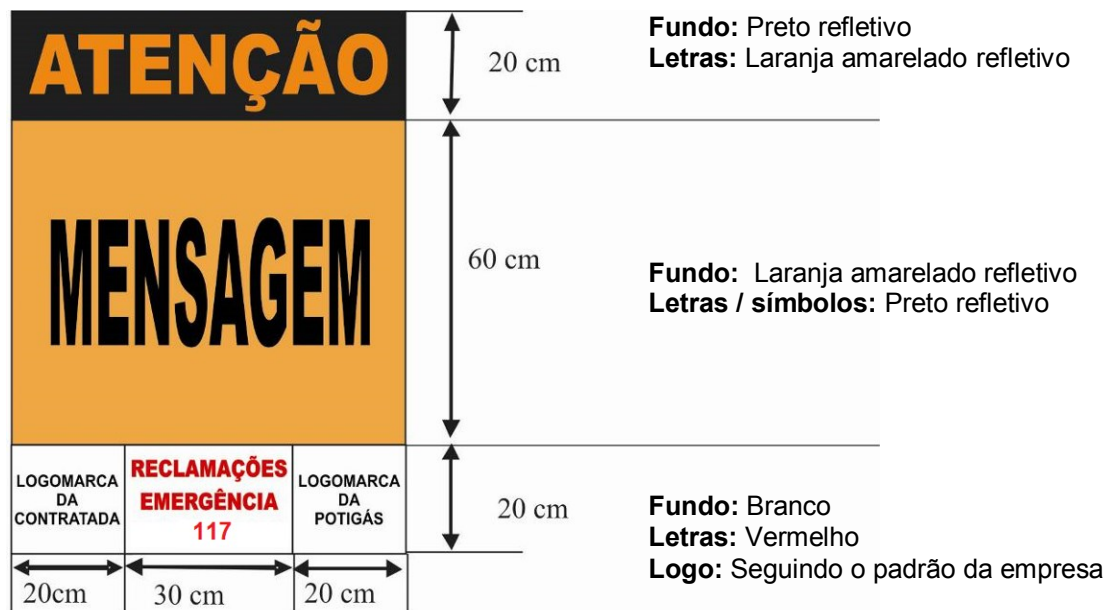 ATENÇÃO
20 cm
Fundo: Preto refletivo
Letras: Laranja amarelado refletivo
MENSAGEM
60 cm
Fundo: Laranja amarelado refletivo
Letras / símbolos: Preto refletivo
LOGOMARCA
DA
CONTRATADA
RECLAMAÇÕES
EMERGÊNCIA
117
LOGOMARCA
DA
POTIGÁS
20 cm
Fundo: Branco
Letras: Vermelho
Logo: Seguindo o padrão da empresa
20cm
30 cm
20 cm